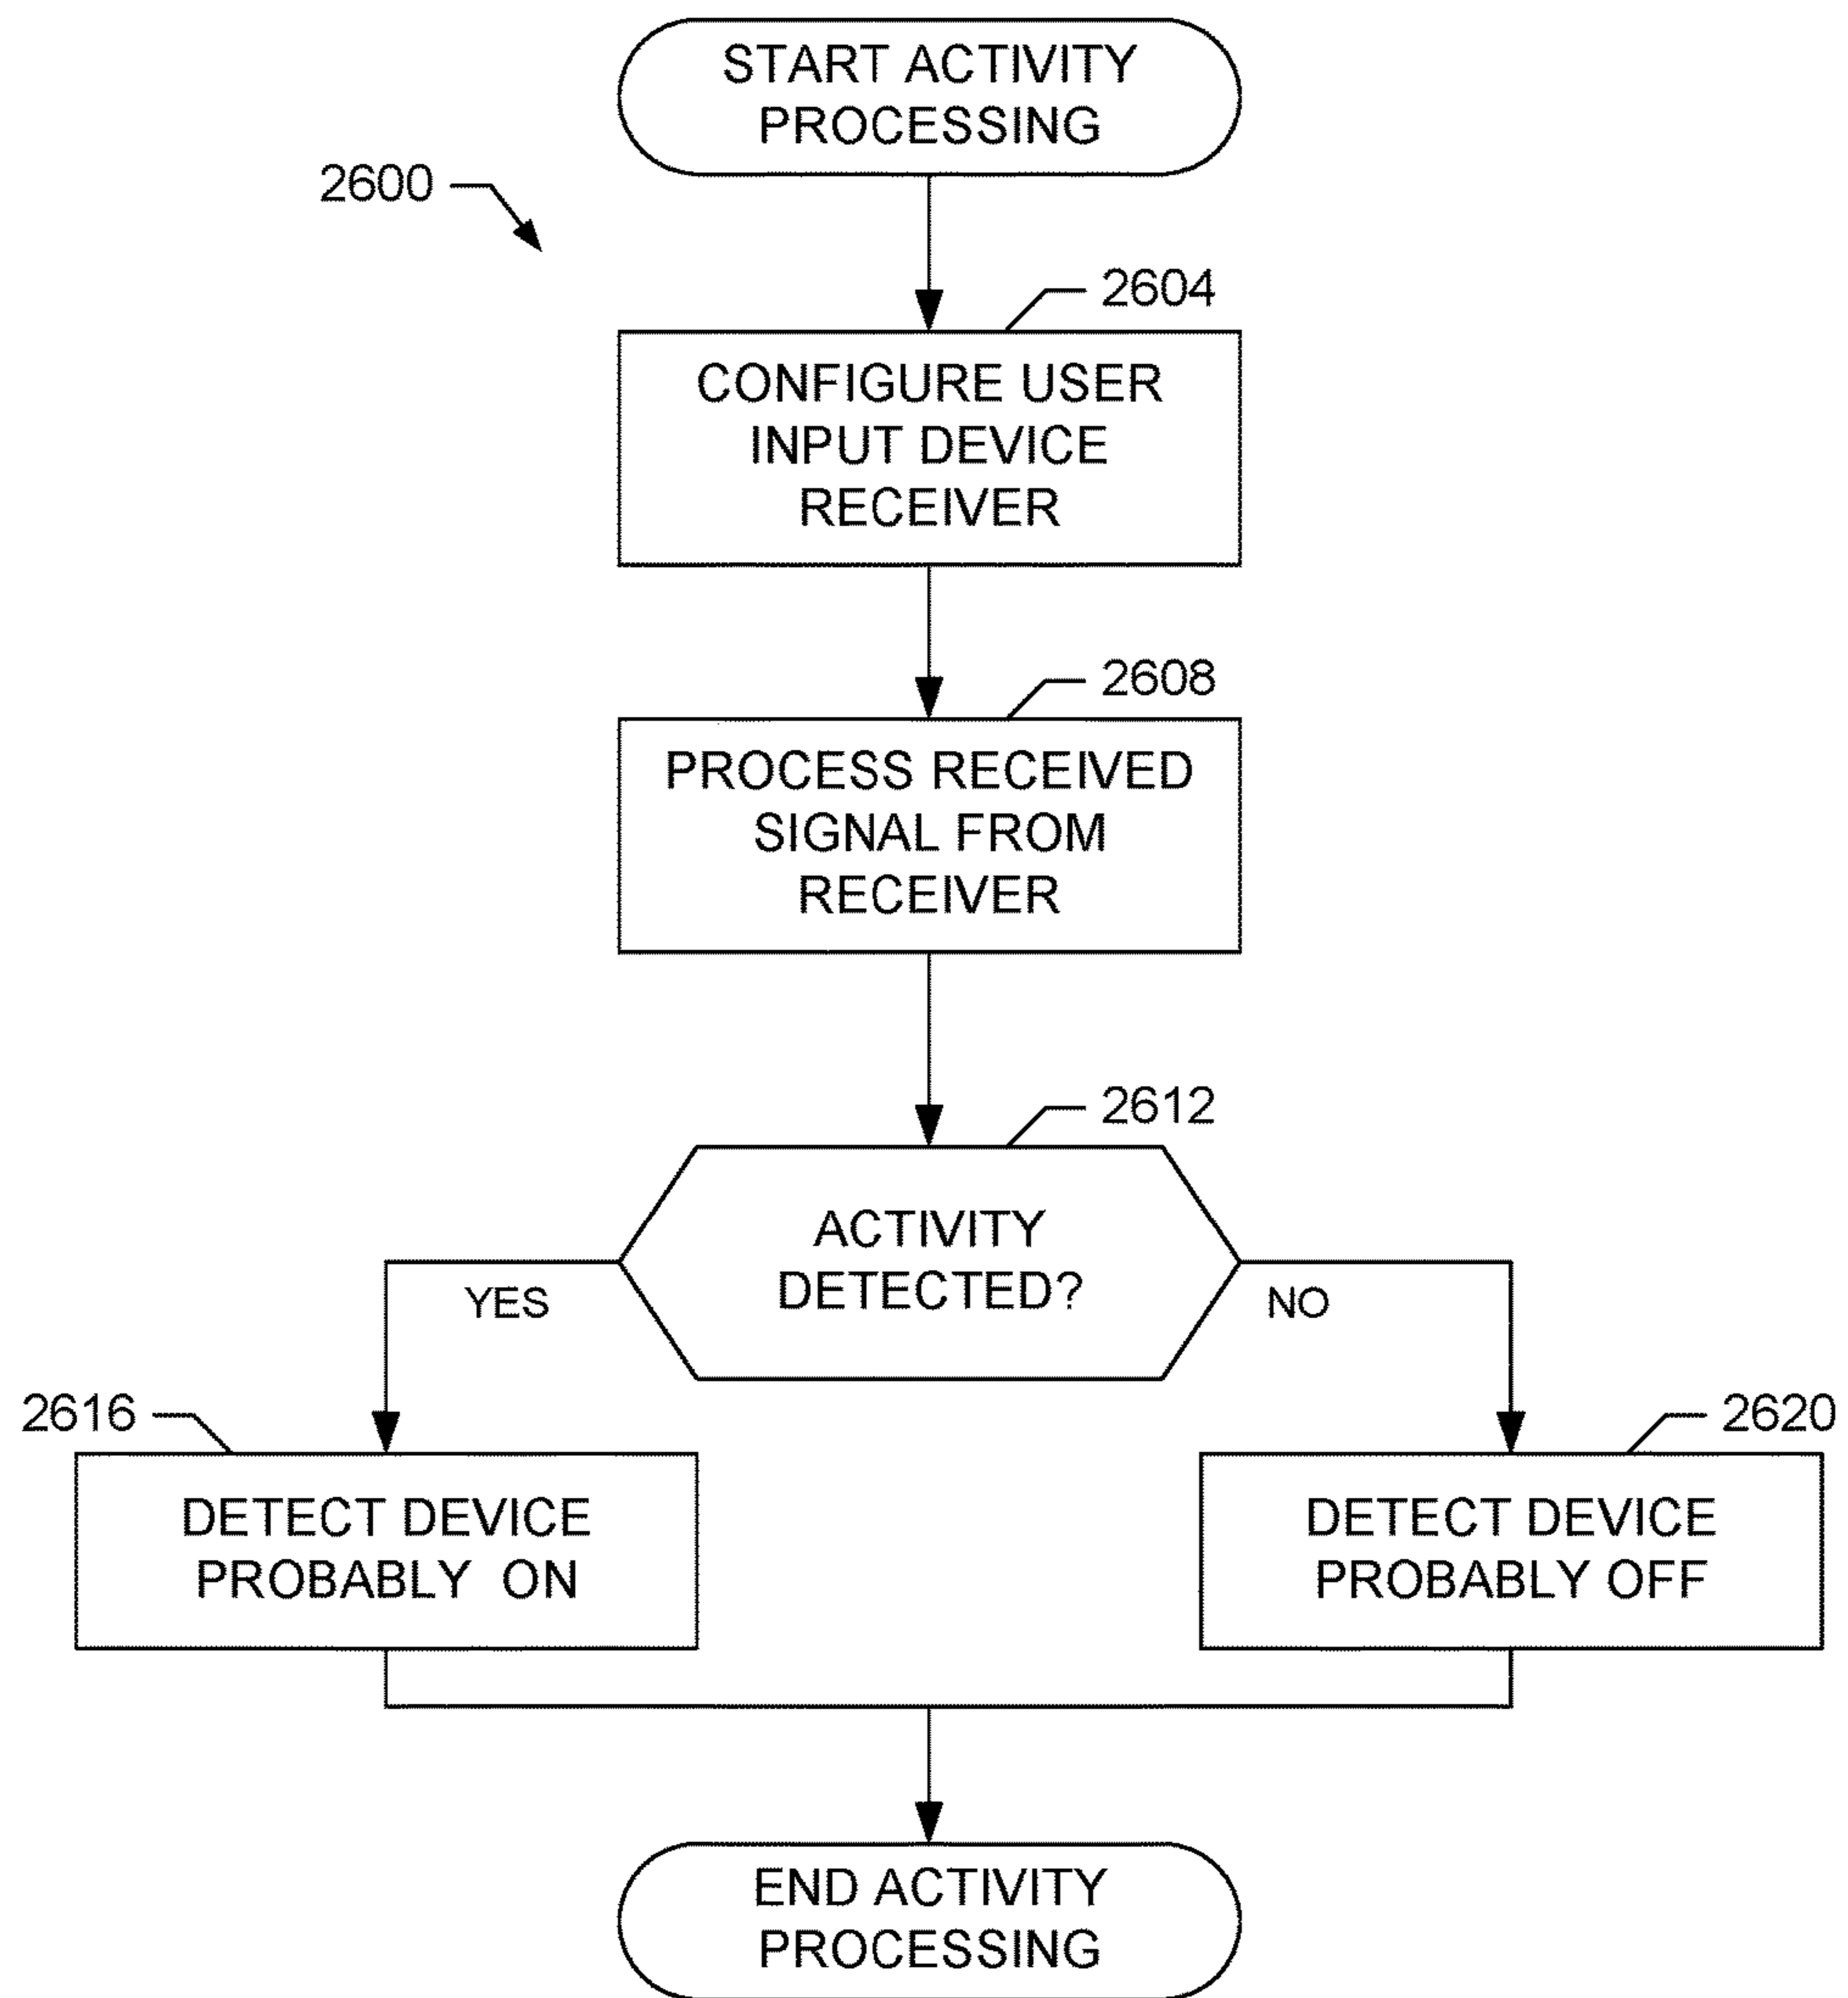 START ACTIVITY
PROCESSING
2600
2604
CONFIGURE USER
INPUT DEVICE
RECEIVER
2608
PROCESS RECEIVED
SIGNAL FROM
RECEIVER
2612
ACTIVITY
DETECTED?
YES
NO
2616
DETECT DEVICE
PROBABLY ON
2620
DETECT DEVICE
PROBABLY OFF
END ACTIVITY
PROCESSING